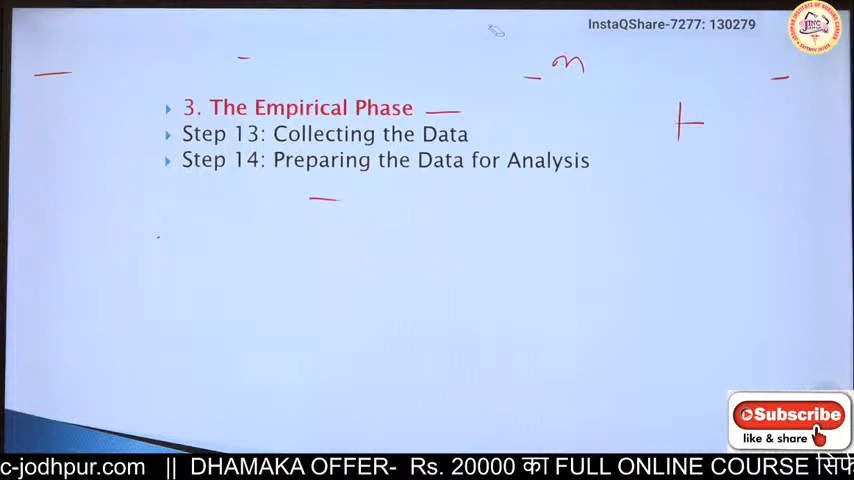 InstaQShare-7277: 130279
3. The Empirical Phase
Step 13: Collecting the Data
Step 14: Preparing the Data for Analysis
Subscribe
like & share
c-jodhpur.com || DHAMAKA OFFER- Rs. 20000 का FULL ONLINE COURSE सिर्फ